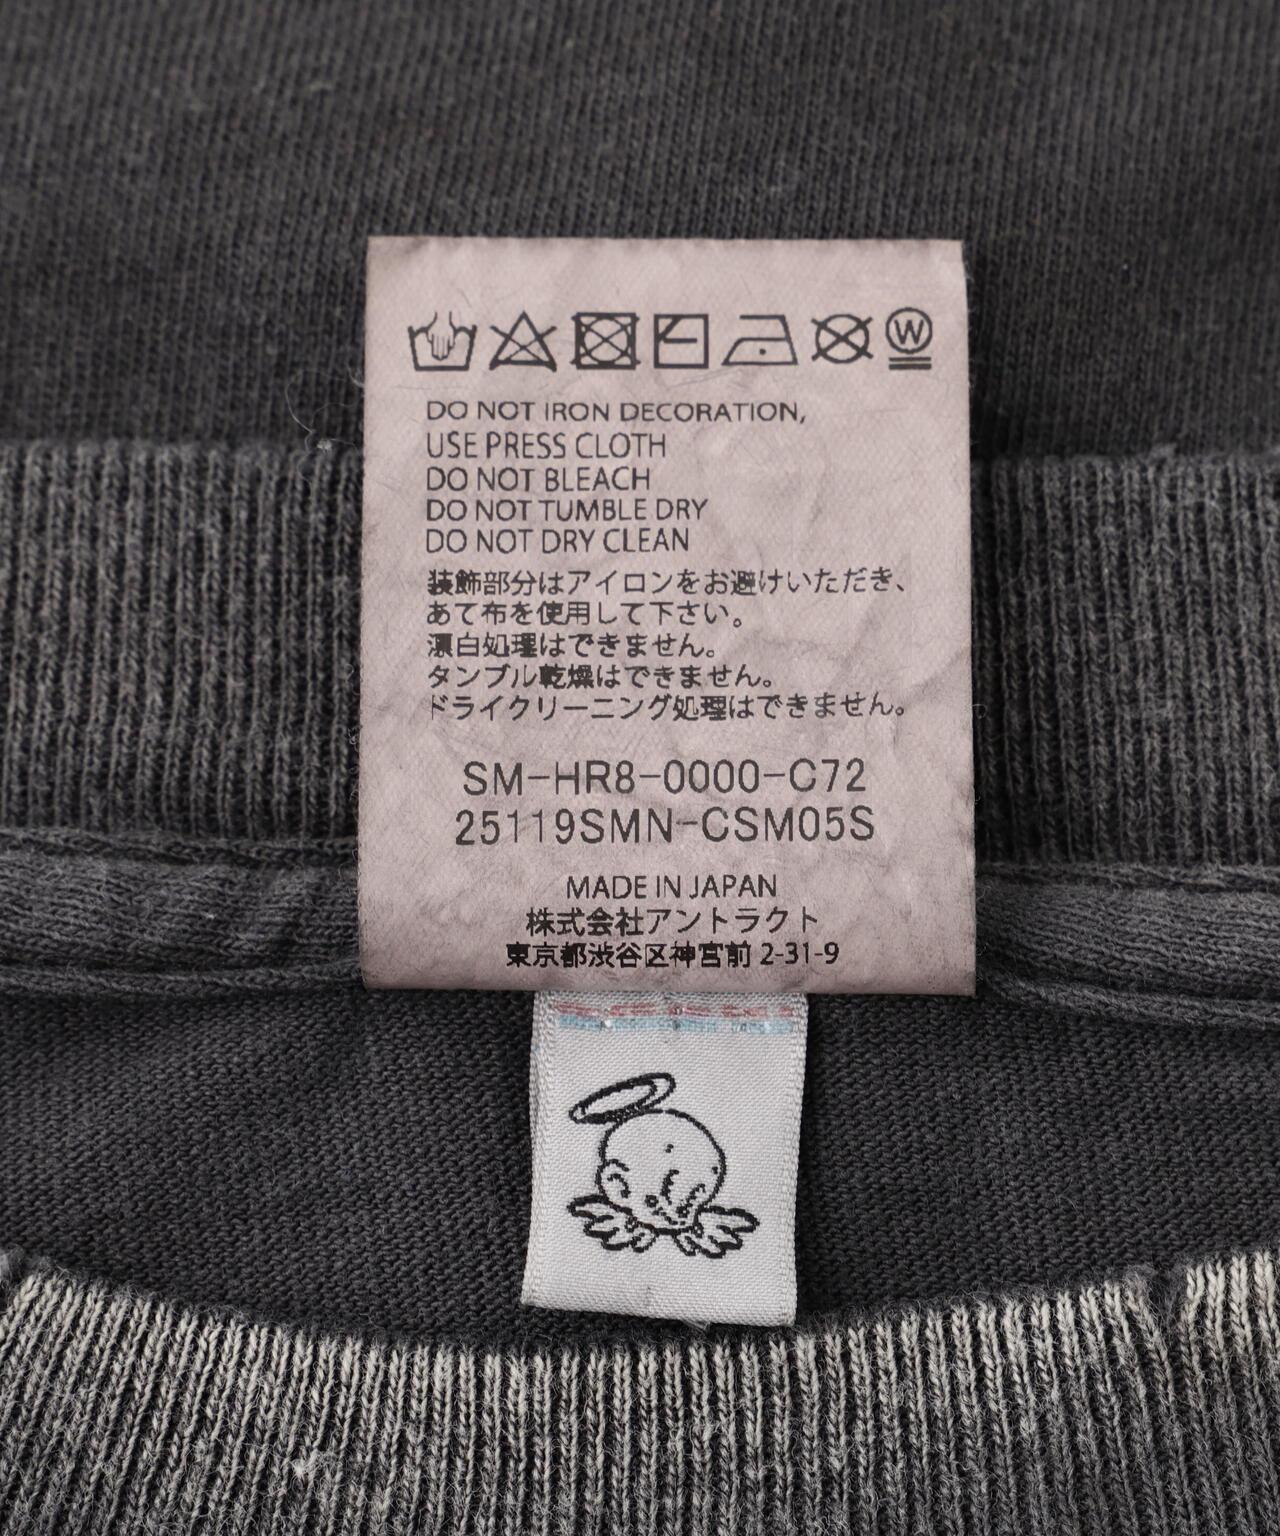 W
DO NOT IRON DECORATION,
USE PRESS CLOTH
DO NOT BLEACH
DO NOT TUMBLE DRY
DO NOT DRY CLEAN
装飾部分はアイロンをお避けいただき、
あて布を使用して下さい。
漂白処理はできません。
タンブル乾燥はできません。
ドライクリーニング処理はできません。
SM-HR8-0000-C72
25119SMN-CSM05S
MADE IN JAPAN
株式会社アントラクト
東京都渋谷区神宮前 2-31-9